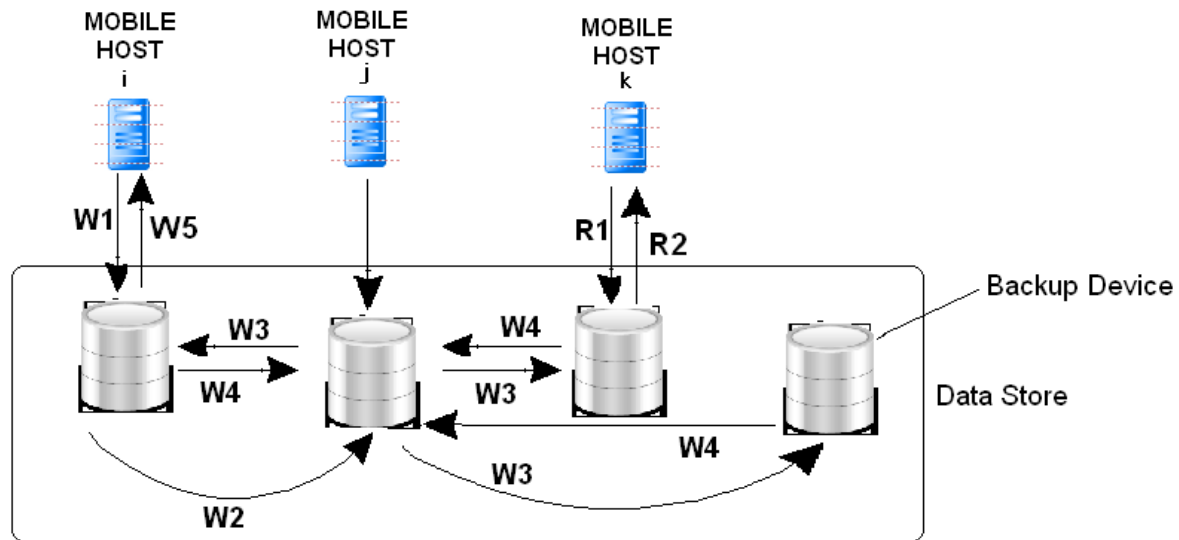 MOBILE
HOST
i
MOBILE
HOST
j
MOBILE
HOST
k
W1
W5
R1
R2
Backup Device
W3
W4
W4
W3
Data Store
W4
W3
W2